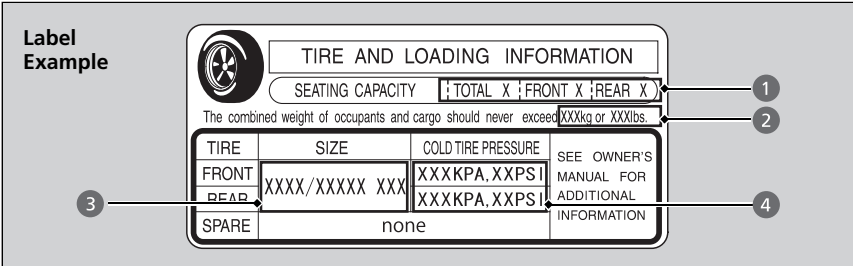 Label
Example
TIRE AND LOADING INFORMATION
SEATING CAPACITY TOTAL X FRONT X REAR X
1
The combined weight of occupants and cargo should never exceed XXXkg or XXXlbs.
2
TIRE SIZE COLD TIRE PRESSURE
SEE OWNER'S
MANUAL FOR
ADDITIONAL
INFORMATION
FRONT XXXX/XXXXX XXX XXXKPA,XXPSI
REAR XXXKPA,XXPSI
3
4
SPARE none